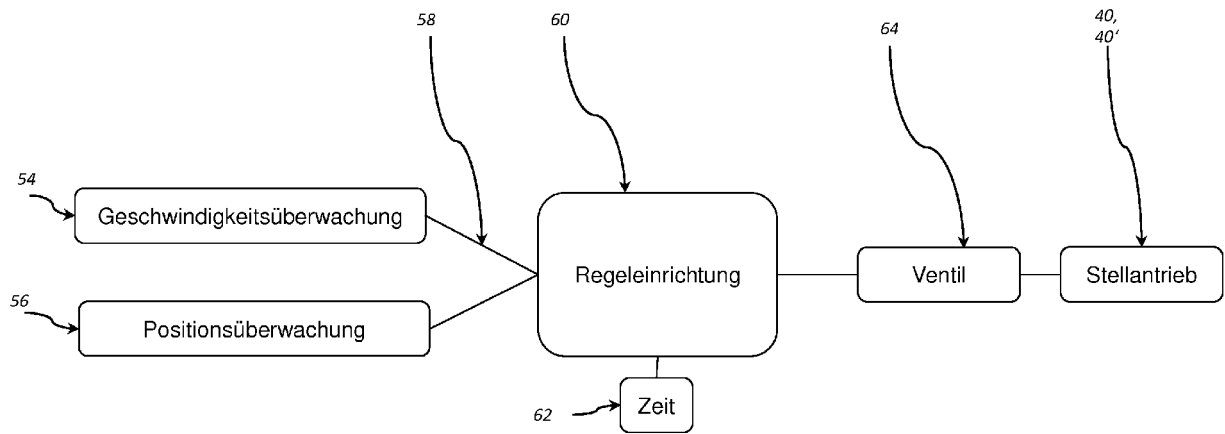 58
60
64
40,
40'
54
Geschwindigkeitsüberwachung
Regeleinrichtung
Ventil
Stellantrieb
56
Positionsüberwachung
62
Zeit